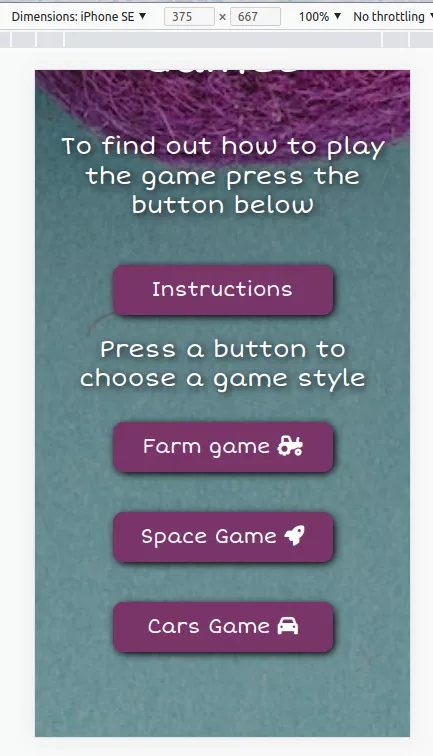 Dimensions: iPhone SE ▼ 375 × 667 100% ▼ No throttling
To find out how to play
the game press the
button below
Instructions
Press a button to
choose a game style
Farm game
Space Game
Cars Game